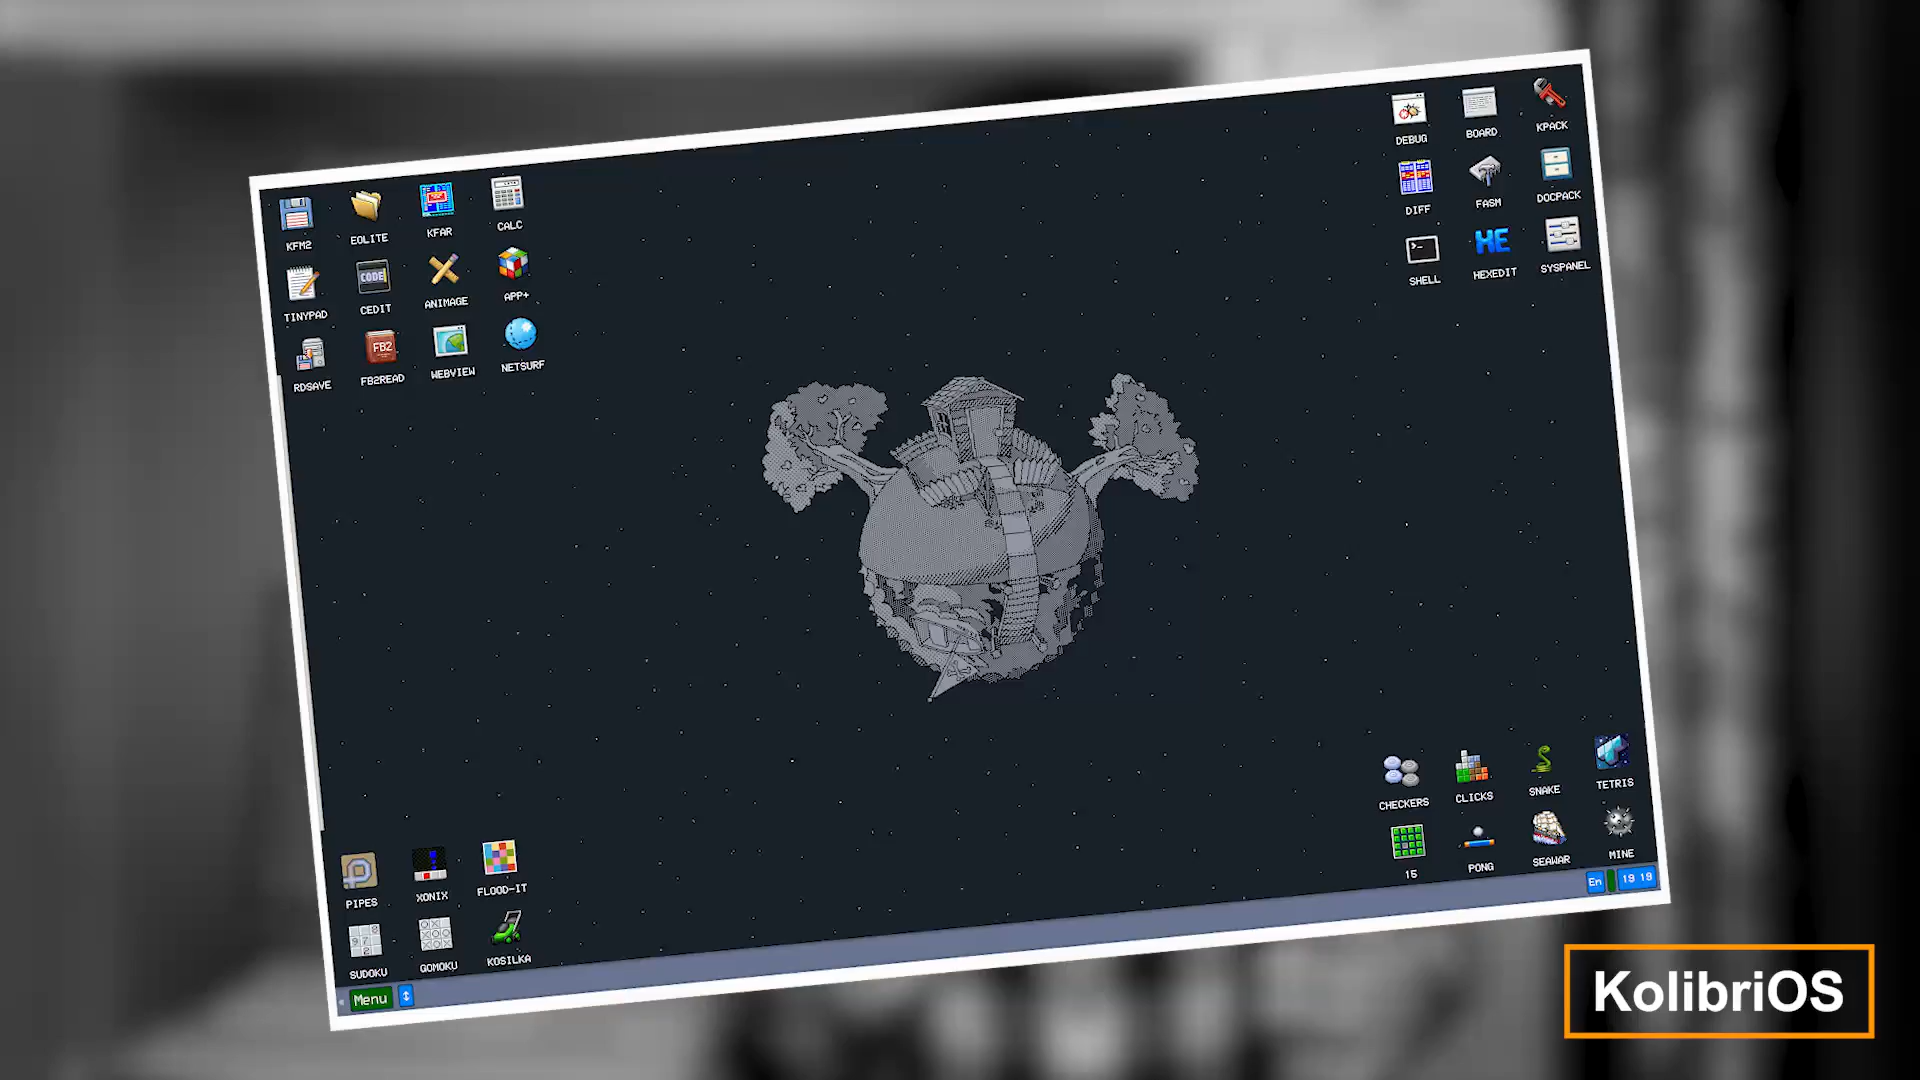 KFM2
EOLITE
KFAR
CALC
TINYPAD
CODE
CEDIT
ANIMAGE
APP+
RDSAVE
FB2
FB2READ
WEBVIEW
NETSURF
DEBUG
BOARD
KPACK
DIFF
FASM
DOCPACK
>_
SHELL
HE
HEXEDIT
SYSPANEL
PIPES
XONIX
FLOOD-IT
SUDOKU
GOMOKU
KOSILKA
CHECKERS
CLICKS
SNAKE
TETRIS
15
PONG
SEAWAR
MINE
Menu
En
19 19
KolibriOS